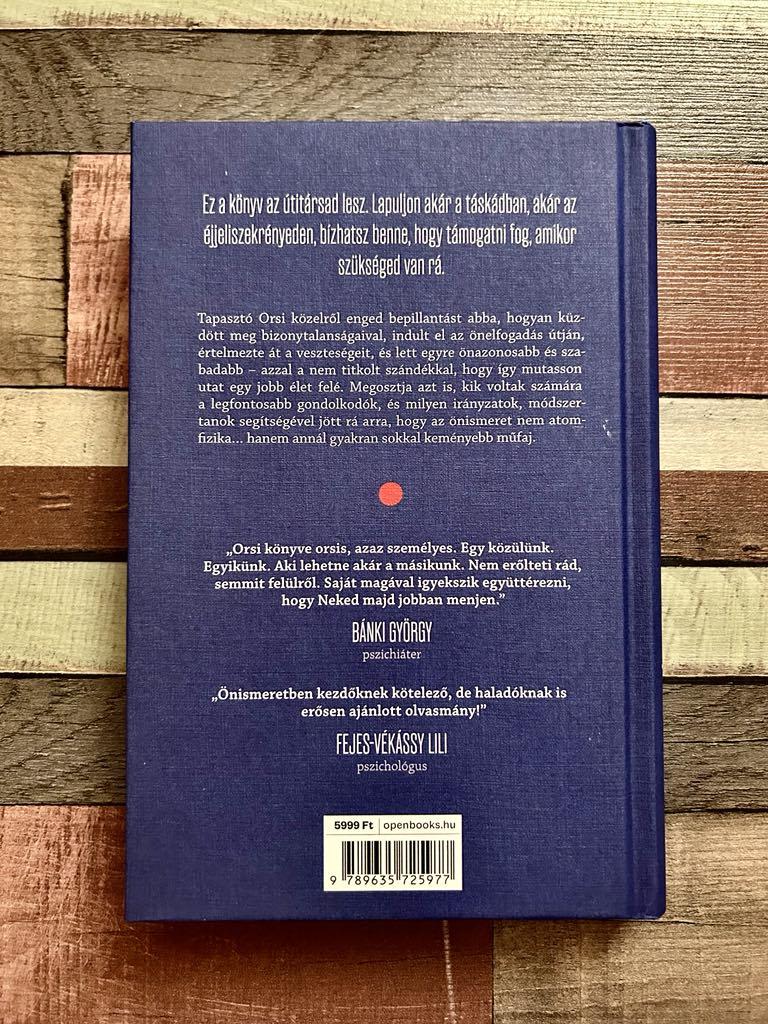 Ez a könyv az útitársad lesz. Lapuljon akár a táskádban, akár az
éjjeliszekrényeden, bízhatsz benne, hogy támogatni fog, amikor
szükséged van rá.
Tapasztó Orsi közelről enged bepillantást abba, hogyan küz-
dött meg bizonytalanságaival, indult el az önelfogadás útján,
értelmezte át a veszteségeit, és lett egyre önazonosabb és sza-
badabb – azzal a nem titkolt szándékkal, hogy így mutasson
utat egy jobb élet felé. Megosztja azt is, kik voltak számára
a legfontosabb gondolkodók, és milyen irányzatok, módszer-
tanok segítségével jött rá arra, hogy az önismeret nem atom-
fizika... hanem annál gyakran sokkal keményebb műfaj.
„Orsi könyve orsis, azaz személyes. Egy közülünk.
Egyikünk. Aki lehetne akár a másikunk. Nem erőlteti rád,
semmit felülről. Saját magával igyekszik együttérezni,
hogy Neked majd jobban menjen.”
BÁNKI GYÖRGY
pszichiáter
„Önismeretben kezdőknek kötelező, de haladóknak is
erősen ajánlott olvasmány!”
FEJES-VÉKÁSSY LILI
pszichológus
5999 Ft | openbooks.hu
9 789635 725977